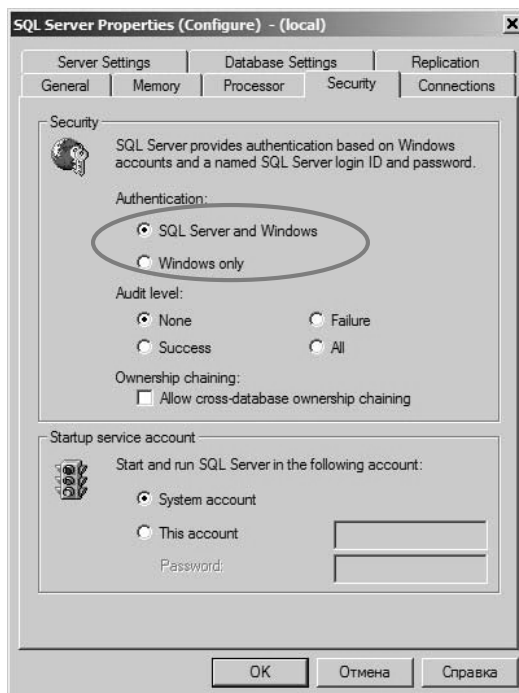 SQL Server Properties (Configure) - (local)
Server Settings
Database Settings
Replication
General
Memory
Processor
Security
Connections
Security
SQL Server provides authentication based on Windows
accounts and a named SQL Server login ID and password.
Authentication:
SQL Server and Windows
Windows only
Audit level:
None
Failure
Success
All
Ownership chaining:
Allow cross-database ownership chaining
Startup service account
Start and run SQL Server in the following account:
System account
This account
Password:
OK
Отмена
Справка